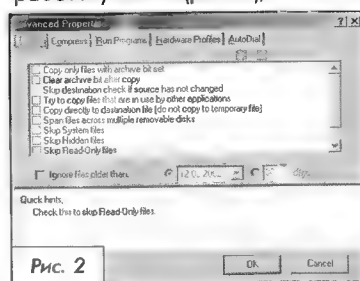 vanced Propert
Compress Run Programs Hardware Profiles AutoDial
Copy only files with archive bit set
Clear archive bit after copy
Skip destination check if source has not changed
Try to copy files that are in use by other applications
Copy directly to destination file [do not copy to temporary file]
Span files across multiple removable disks
Skip System files
Skip Hidden files
Skip Read-Only files
Ignore files older than:
Quick hints,
Check this to skip Read-Only files.
Рис. 2
OK Cancel